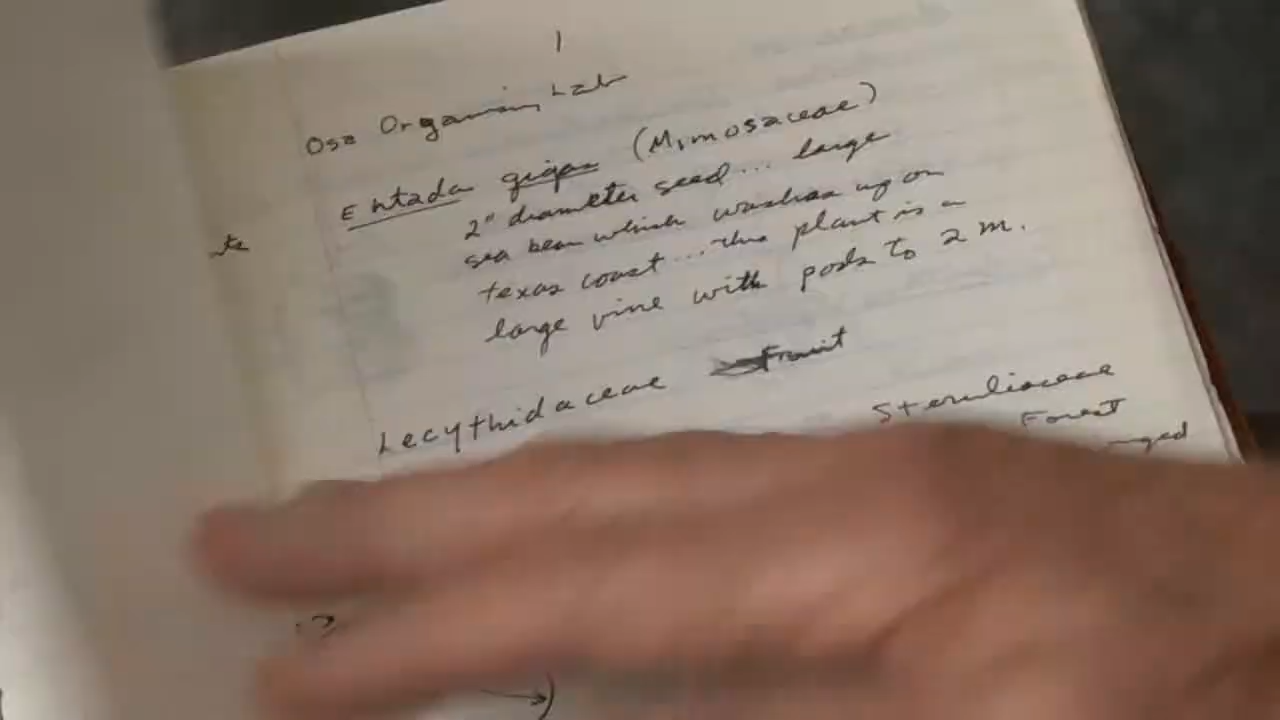 1
Osa Organism Lab
Entada gigas (Mimosaceae)
2" diameter seed... large
sea bean which washes up on
texas coast... this plant is a
large vine with pods to 2 m.
Lecythidaceae Fruit
Sterculiaceae
Forest